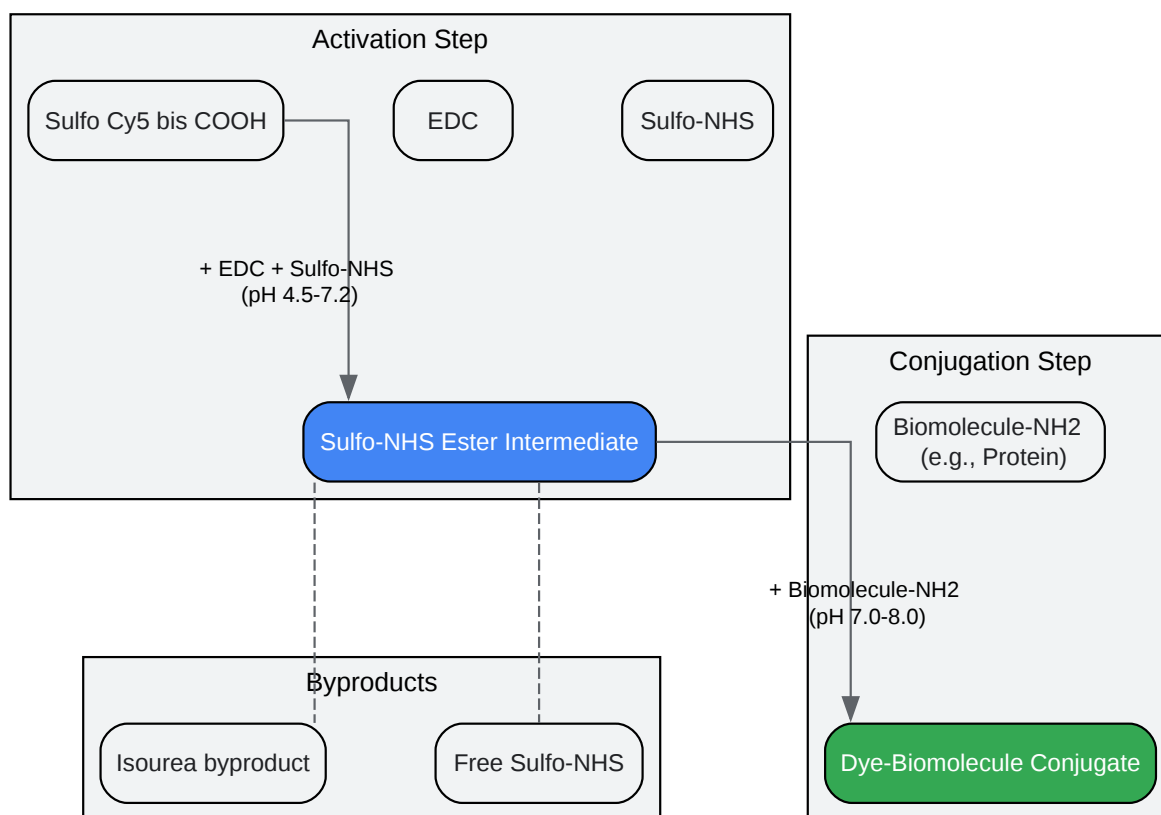 Activation Step
Sulfo Cy5 bis COOH
EDC
Sulfo-NHS
+ EDC + Sulfo-NHS
(pH 4.5-7.2)
Sulfo-NHS Ester Intermediate
Conjugation Step
Biomolecule-NH2
(e.g., Protein)
+ Biomolecule-NH2
(pH 7.0-8.0)
Byproducts
Isourea byproduct
Free Sulfo-NHS
Dye-Biomolecule Conjugate